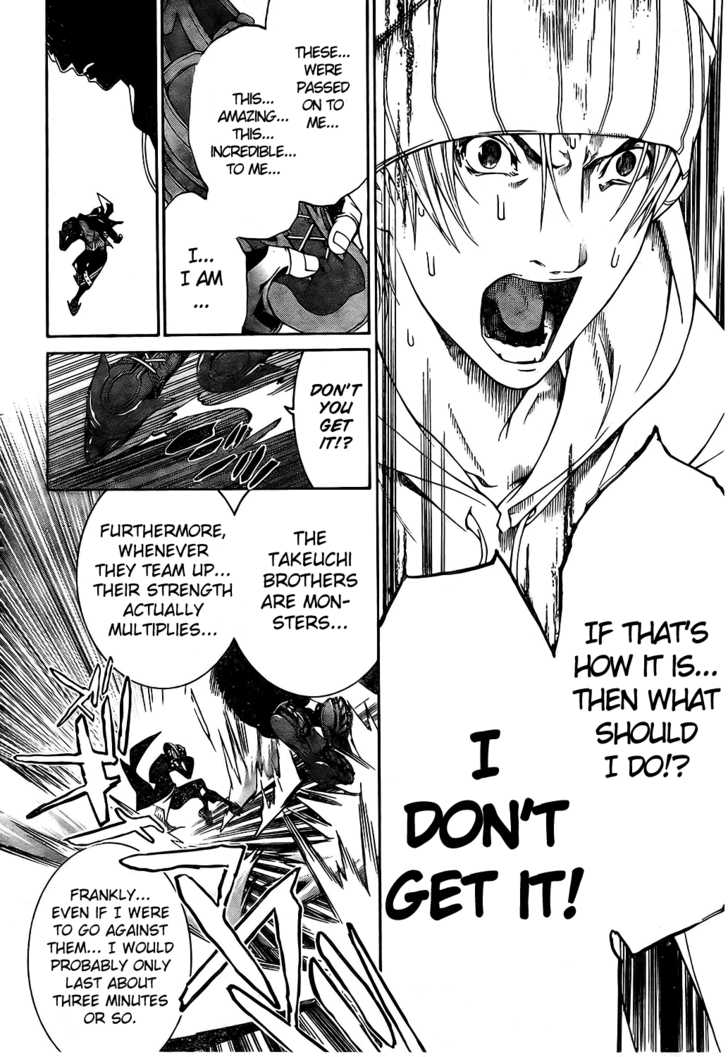 IF THAT'S
HOW IT IS...
THEN WHAT
SHOULD
I DO!?
I
DON'T
GET IT!
THESE...
WERE
PASSED
ON TO
ME...
THIS...
AMAZING...
THIS...
INCREDIBLE...
TO ME...
I...
I AM
...
DON'T
YOU
GET
IT!?
THE
TAKEUCHI
BROTHERS
ARE MON-
STERS...
FURTHERMORE,
WHENEVER
THEY TEAM UP...
THEIR STRENGTH
ACTUALLY
MULTIPLIES...
FRANKLY...
EVEN IF I WERE
TO GO AGAINST
THEM... I WOULD
PROBABLY ONLY
LAST ABOUT
THREE MINUTES
OR SO.